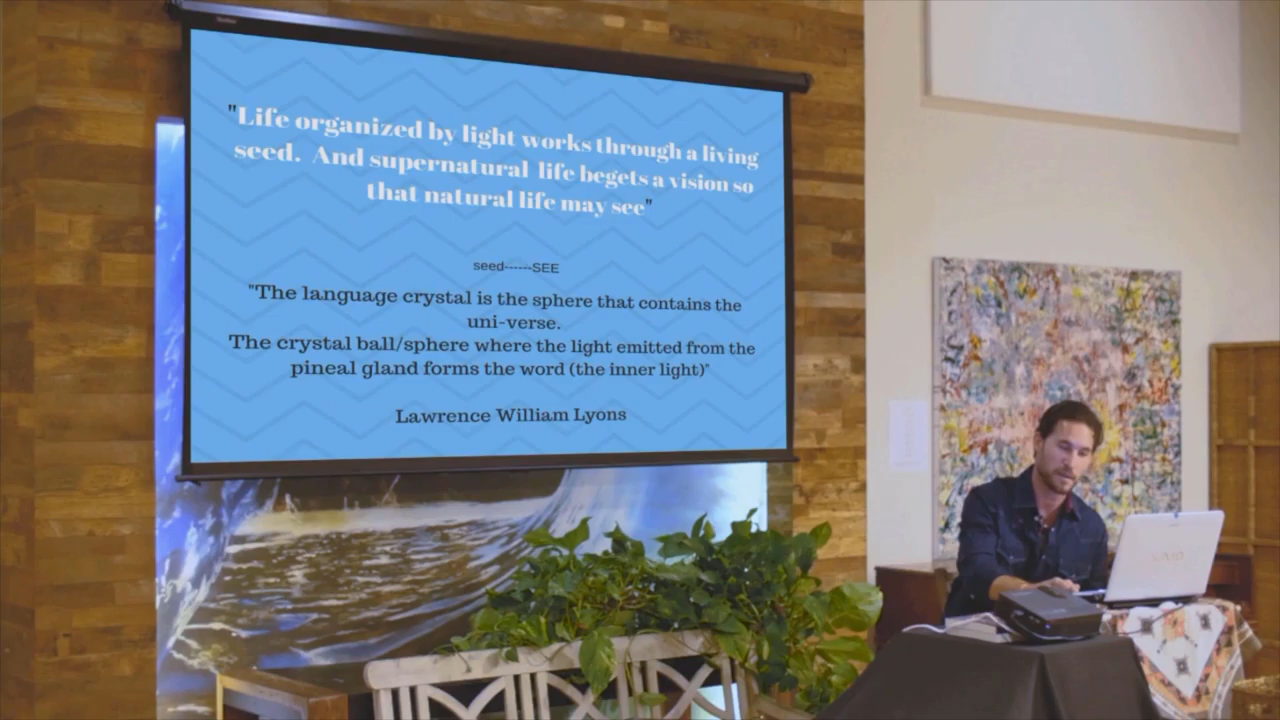 "Life organized by light works through a living
seed. And supernatural life begets a vision so
that natural life may see"
seed------SEE
"The language crystal is the sphere that contains the
uni-verse.
The crystal ball/sphere where the light emitted from the
pineal gland forms the word (the inner light)"
Lawrence William Lyons
VAIO